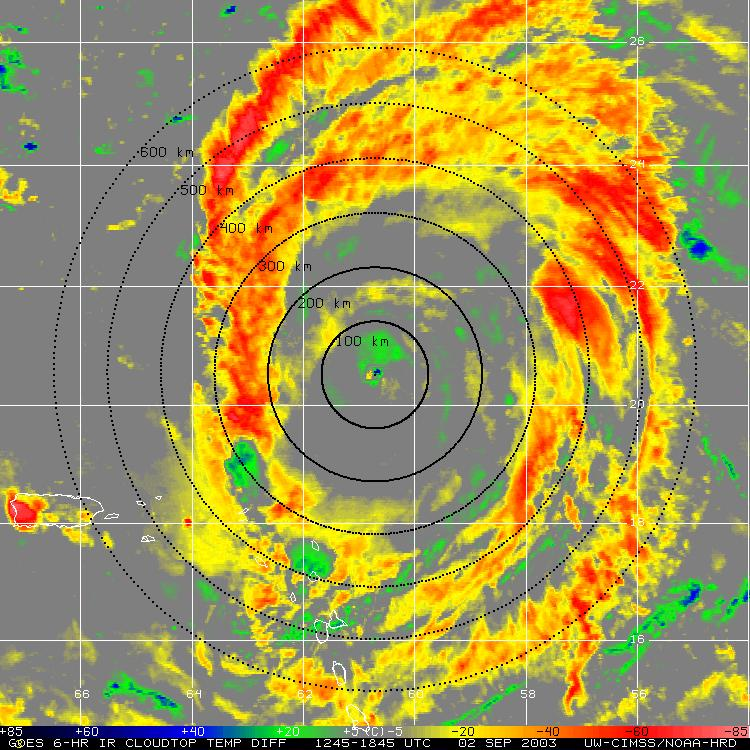 26
600 km
24
500 km
400 km
300 km
22
200 km
100 km
20
18
16
66 64 62 60 58 56
+85 +60 +40 +20 +5(C)-5 -20 -40 -60 -85
GOES 6-HR IR CLOUDTOP TEMP DIFF 1245-1845 UTC 02 SEP 2003 UW-CIMSS/NOAA-HRD